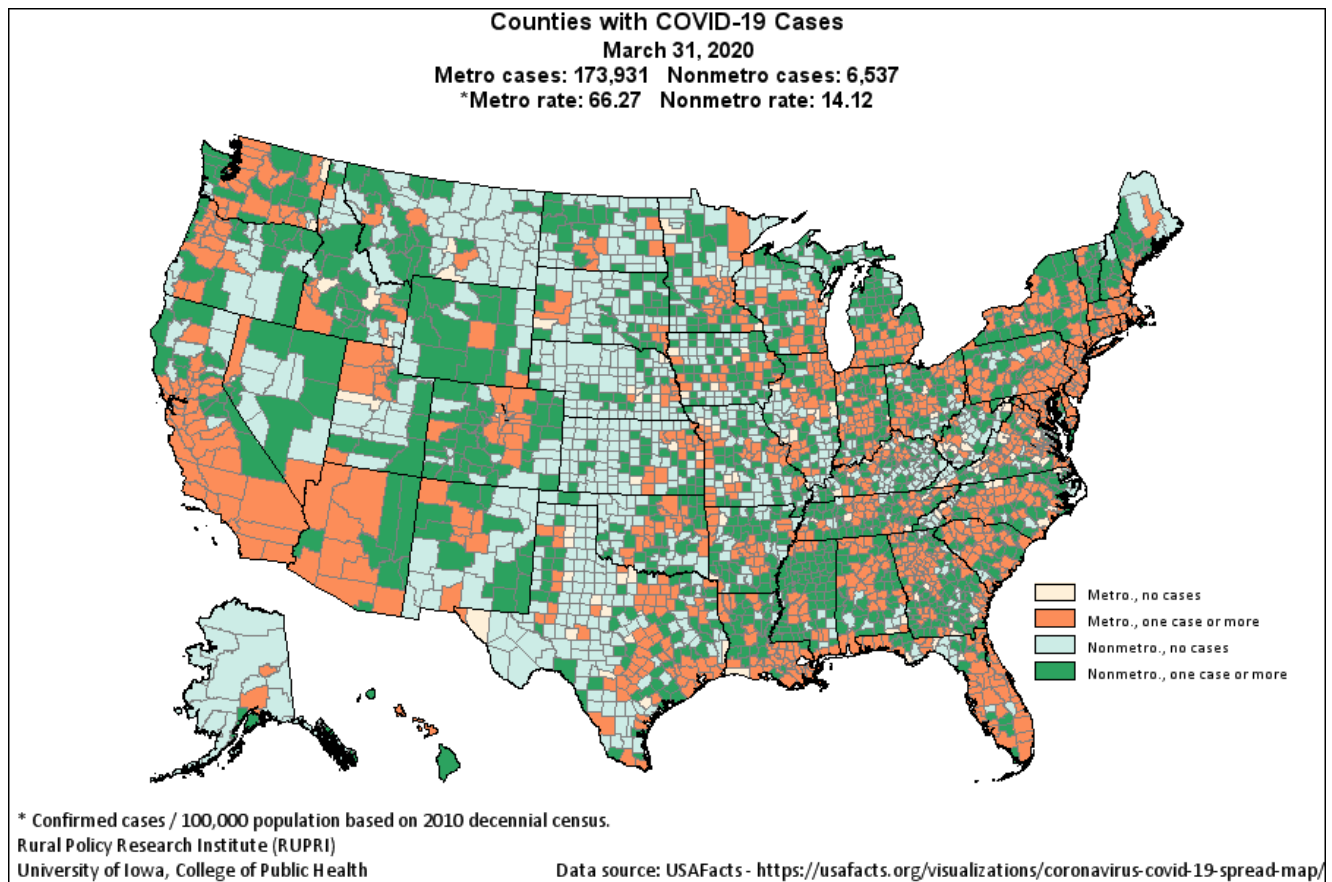 Counties with COVID-19 Cases
March 31, 2020
Metro cases: 173,931   Nonmetro cases: 6,537
*Metro rate: 66.27   Nonmetro rate: 14.12
Metro., no cases
Metro., one case or more
Nonmetro., no cases
Nonmetro., one case or more
* Confirmed cases / 100,000 population based on 2010 decennial census.
Rural Policy Research Institute (RUPRI)
University of Iowa, College of Public Health
Data source: USAFacts - https://usafacts.org/visualizations/coronavirus-covid-19-spread-map/